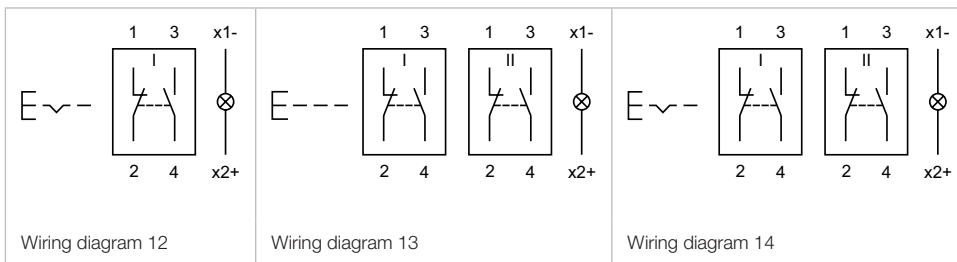 1 3 x1-
I
2 4 x2+
Wiring diagram 12
1 3 1 3 x1-
I II
2 4 2 4 x2+
Wiring diagram 13
1 3 1 3 x1-
I II
2 4 2 4 x2+
Wiring diagram 14